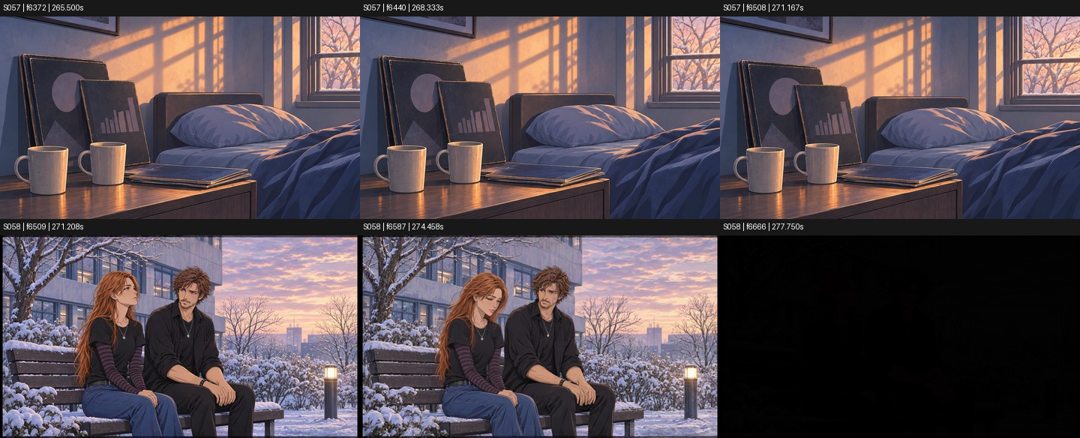 S057 | f6372 | 265.500s
S057 | f6440 | 268.333s
S057 | f6508 | 271.167s
S058 | f6509 | 271.208s
S058 | f6587 | 274.458s
S058 | f6666 | 277.750s